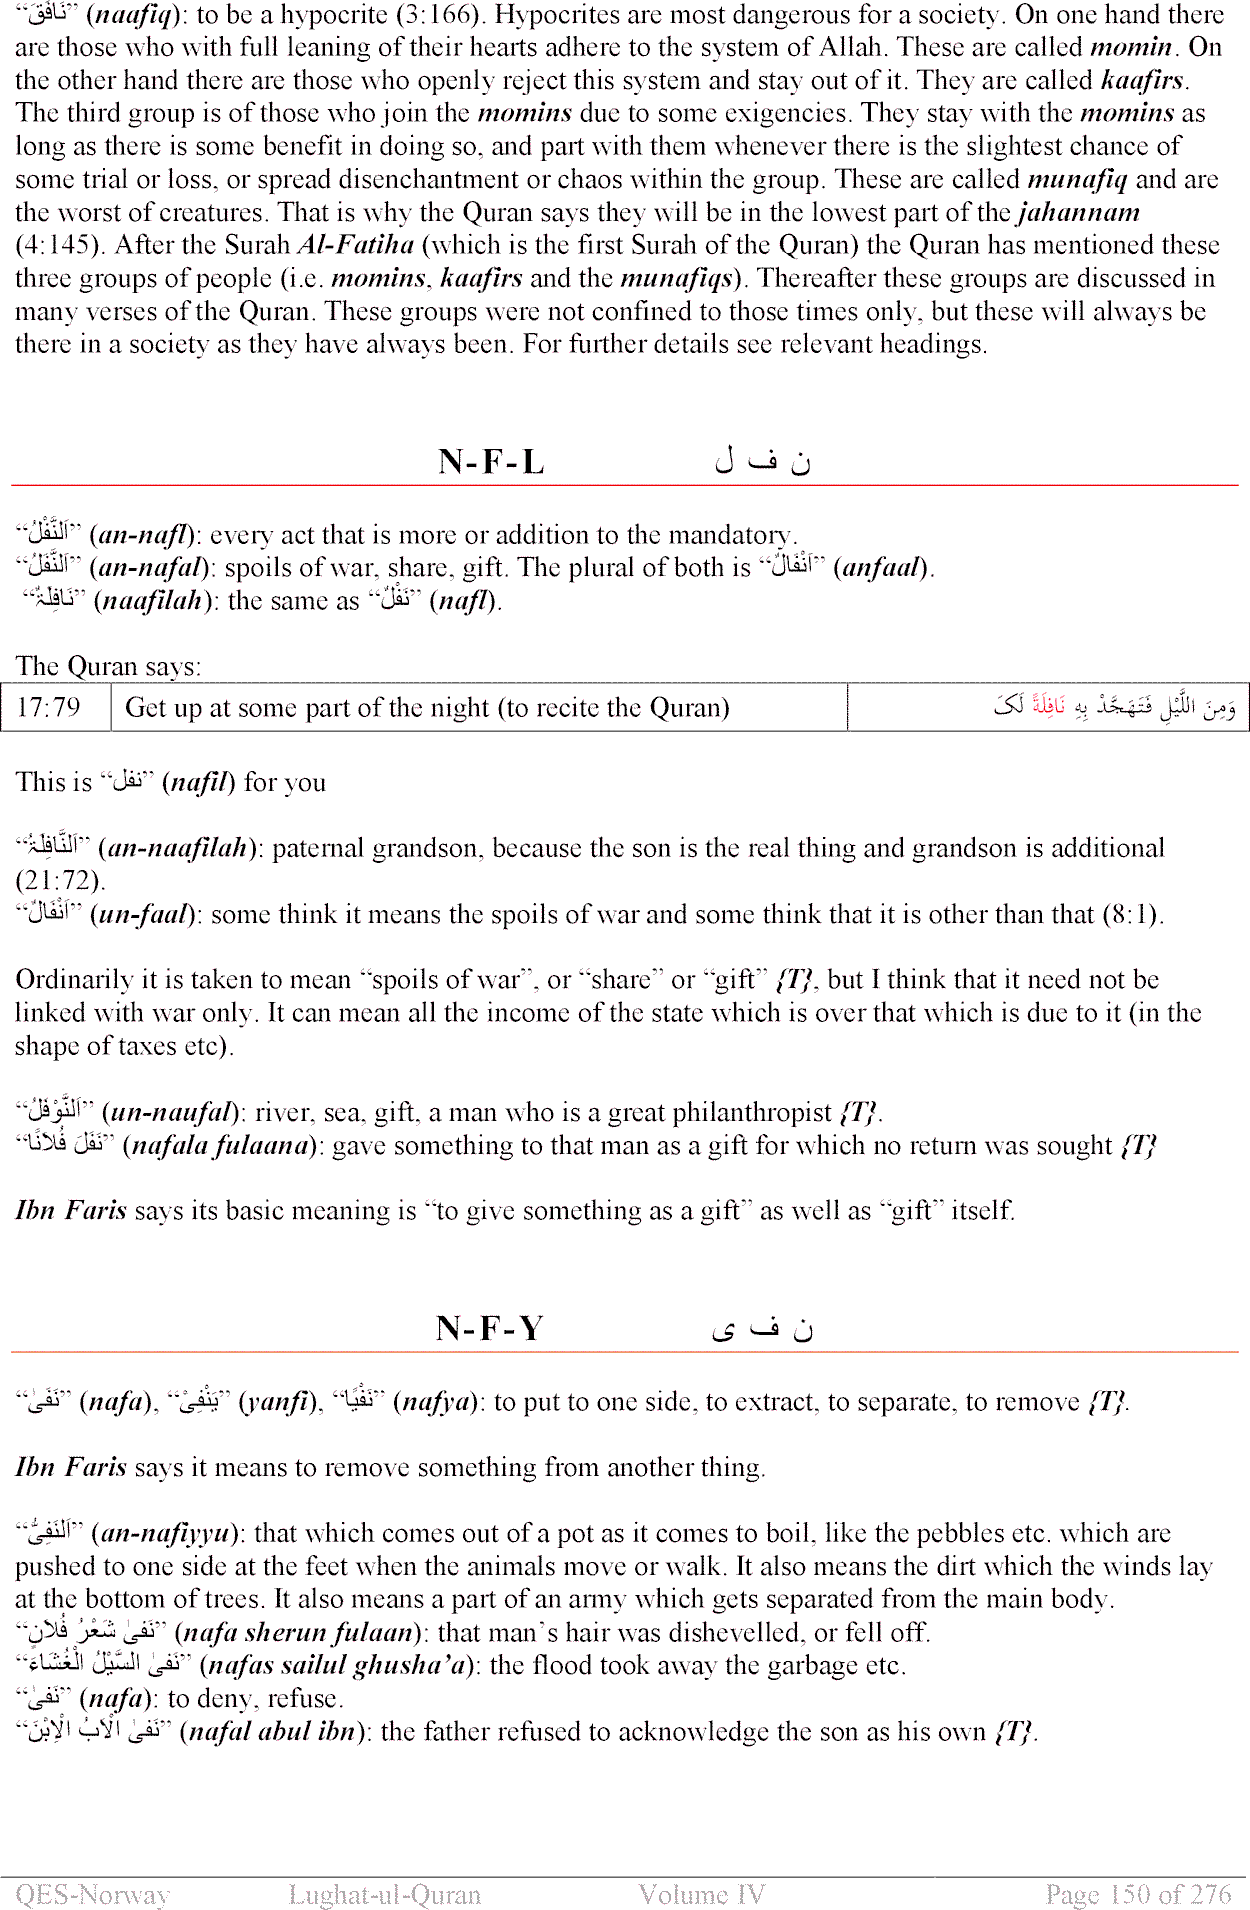 “نَافَقَ” (naafiq): to be a hypocrite (3:166). Hypocrites are most dangerous for a society. On one hand there
are those who with full leaning of their hearts adhere to the system of Allah. These are called momin. On
the other hand there are those who openly reject this system and stay out of it. They are called kaafirs.
The third group is of those who join the momins due to some exigencies. They stay with the momins as
long as there is some benefit in doing so, and part with them whenever there is the slightest chance of
some trial or loss, or spread disenchantment or chaos within the group. These are called munafiq and are
the worst of creatures. That is why the Quran says they will be in the lowest part of the jahannam
(4:145). After the Surah Al-Fatiha (which is the first Surah of the Quran) the Quran has mentioned these
three groups of people (i.e. momins, kaafirs and the munafiqs). Thereafter these groups are discussed in
many verses of the Quran. These groups were not confined to those times only, but these will always be
there in a society as they have always been. For further details see relevant headings.
N-F-L ن ف ل
“اَلنَّفْلُ” (an-nafl): every act that is more or addition to the mandatory.
“اَلنَّفَلُ” (an-nafal): spoils of war, share, gift. The plural of both is “اَنْفَالٌ” (anfaal).
“نَافِلَۃٌ” (naafilah): the same as “نَفْلٌ” (nafl).
The Quran says:
17:79 Get up at some part of the night (to recite the Quran) وَمِنَ اللَّيْلِ فَتَهَجَّدْ بِهِ نَافِلَةً لَکَ
This is “نفل” (nafil) for you
“اَلنَّافِلَۃُ” (an-naafilah): paternal grandson, because the son is the real thing and grandson is additional
(21:72).
“اَنْفَالٌ” (un-faal): some think it means the spoils of war and some think that it is other than that (8:1).
Ordinarily it is taken to mean “spoils of war”, or “share” or “gift” {T}, but I think that it need not be
linked with war only. It can mean all the income of the state which is over that which is due to it (in the
shape of taxes etc).
“اَلنَّوْفَلُ” (un-naufal): river, sea, gift, a man who is a great philanthropist {T}.
“نَفَلَ فُلَانًا” (nafala fulaana): gave something to that man as a gift for which no return was sought {T}
Ibn Faris says its basic meaning is “to give something as a gift” as well as “gift” itself.
N-F-Y ن ف ی
“نَفَیٰ” (nafa), “یَنْفِیْ” (yanfi), “نَفْیًا” (nafya): to put to one side, to extract, to separate, to remove {T}.
Ibn Faris says it means to remove something from another thing.
“اَلنَّفِیُّ” (an-nafiyyu): that which comes out of a pot as it comes to boil, like the pebbles etc. which are
pushed to one side at the feet when the animals move or walk. It also means the dirt which the winds lay
at the bottom of trees. It also means a part of an army which gets separated from the main body.
“نَفیٰ شَعْرُ فُلَانٍ” (nafa sherun fulaan): that man’s hair was dishevelled, or fell off.
“نَفیٰ السَّیْلُ الْغُشَاءَ” (nafas sailul ghusha’a): the flood took away the garbage etc.
“نَفیٰ” (nafa): to deny, refuse.
“نَفیٰ الْاَبُ الْاِبْنَ” (nafal abul ibn): the father refused to acknowledge the son as his own {T}.
QES-Norway Lughat-ul-Quran Volume IV Page 150 of 276